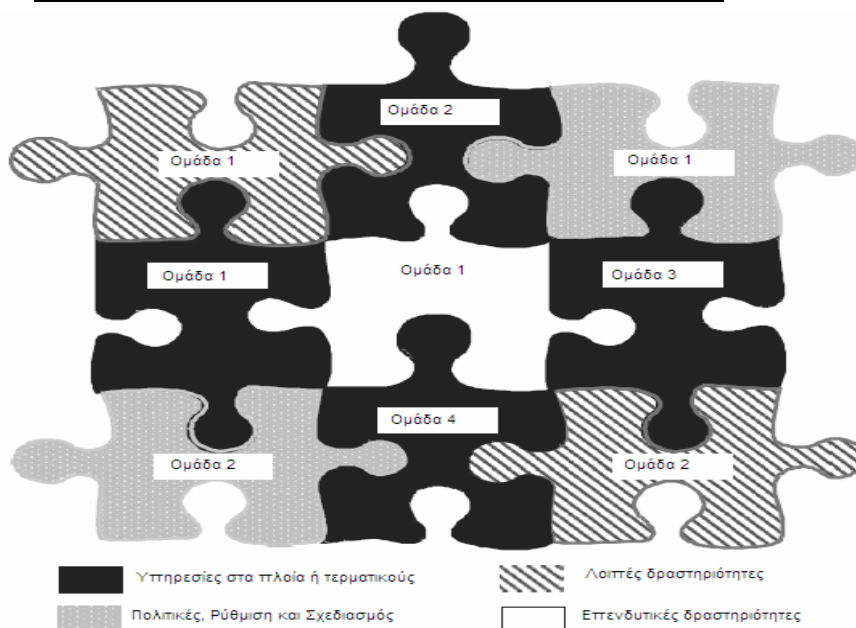 Ομάδα 2
Ομάδα 1
Ομάδα 1
Ομάδα 1
Ομάδα 1
Ομάδα 3
Ομάδα 4
Ομάδα 2
Ομάδα 2
Υπηρεσίες στα πλοία ή τερματικούς
Λοιπές δραστηριότητες
Πολιτικές, Ρύθμιση και Σχεδιασμός
Επενδυτικές δραστηριότητες